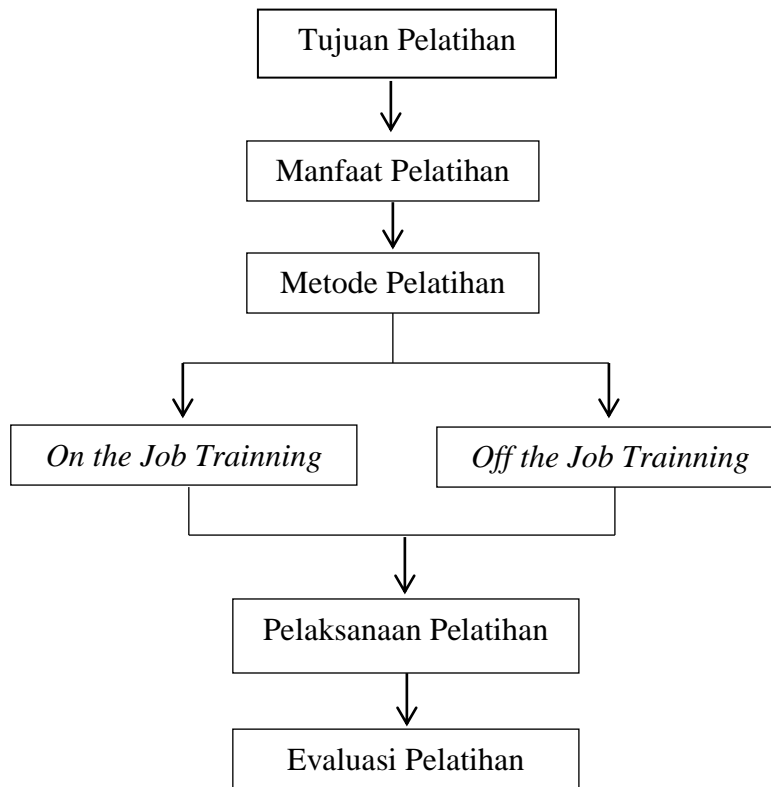 Tujuan Pelatihan
Manfaat Pelatihan
Metode Pelatihan
On the Job Trainning
Off the Job Trainning
Pelaksanaan Pelatihan
Evaluasi Pelatihan